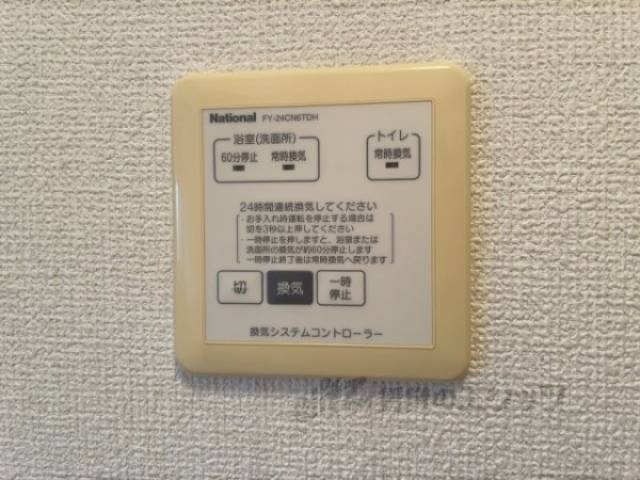 National FY-24CN6TDH
浴室(洗面所)
60分停止 常時換気
トイレ
常時換気
24時間連続換気してください
・お手入れ時運転を停止する場合は
切を3秒以上押してください
・一時停止を押しますと、浴室または
洗面所の換気が約60分停止します
一時停止終了後は常時換気へ戻ります
切 換気 一時
停止
換気システムコントローラー